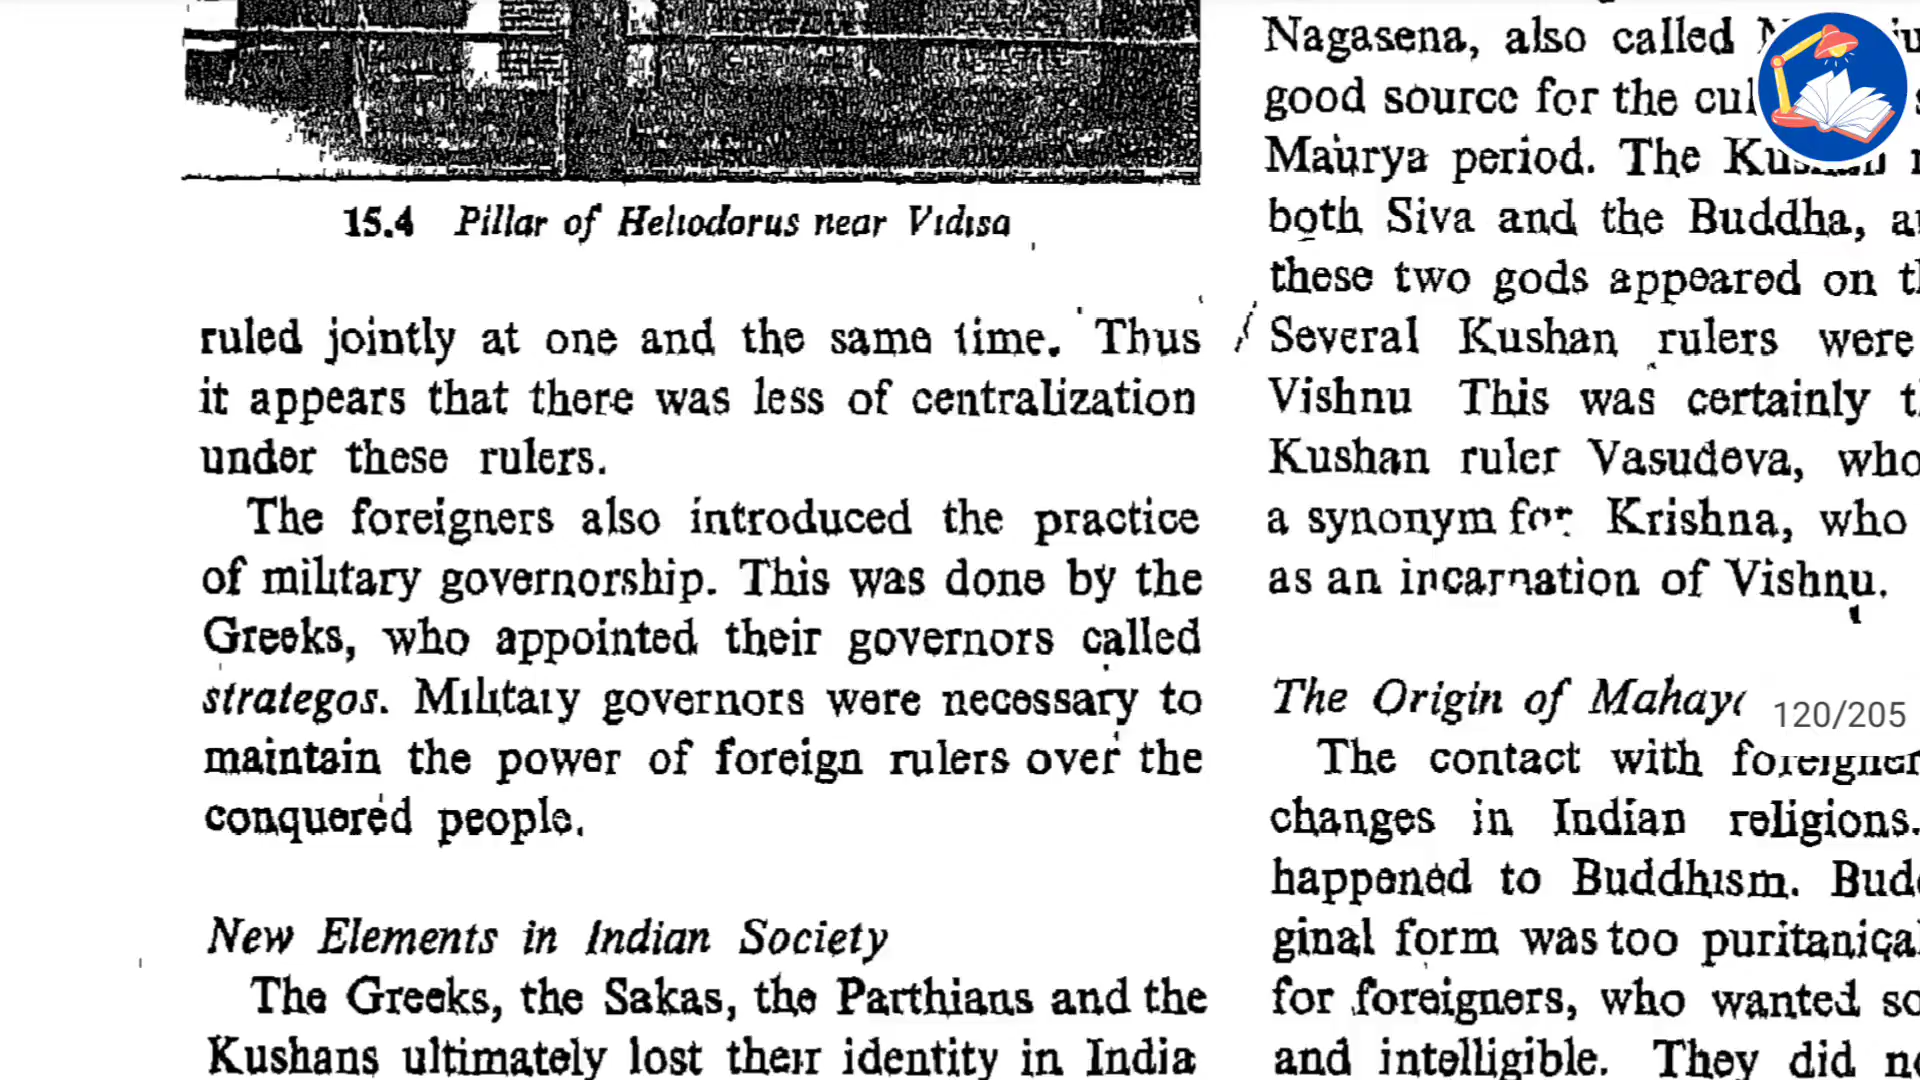 15.4 Pillar of Heliodorus near Vidisa
ruled jointly at one and the same time. Thus
it appears that there was less of centralization
under these rulers.
The foreigners also introduced the practice
of military governorship. This was done by the
Greeks, who appointed their governors called
strategos. Military governors were necessary to
maintain the power of foreign rulers over the
conquered people.
New Elements in Indian Society
The Greeks, the Sakas, the Parthians and the
Kushans ultimately lost their identity in India
Nagasena, also called
good source for the
Maurya period. The Kushan
both Siva and the Buddha,
these two gods appeared on
Several Kushan rulers were
Vishnu This was certainly
Kushan ruler Vasudeva, who
a synonym for Krishna, who
as an incarnation of Vishnu.
The Origin of
120/205
The contact with
changes in Indian religions.
happened to Buddhism.
ginal form was too
for foreigners, who wanted
and intelligible. They did